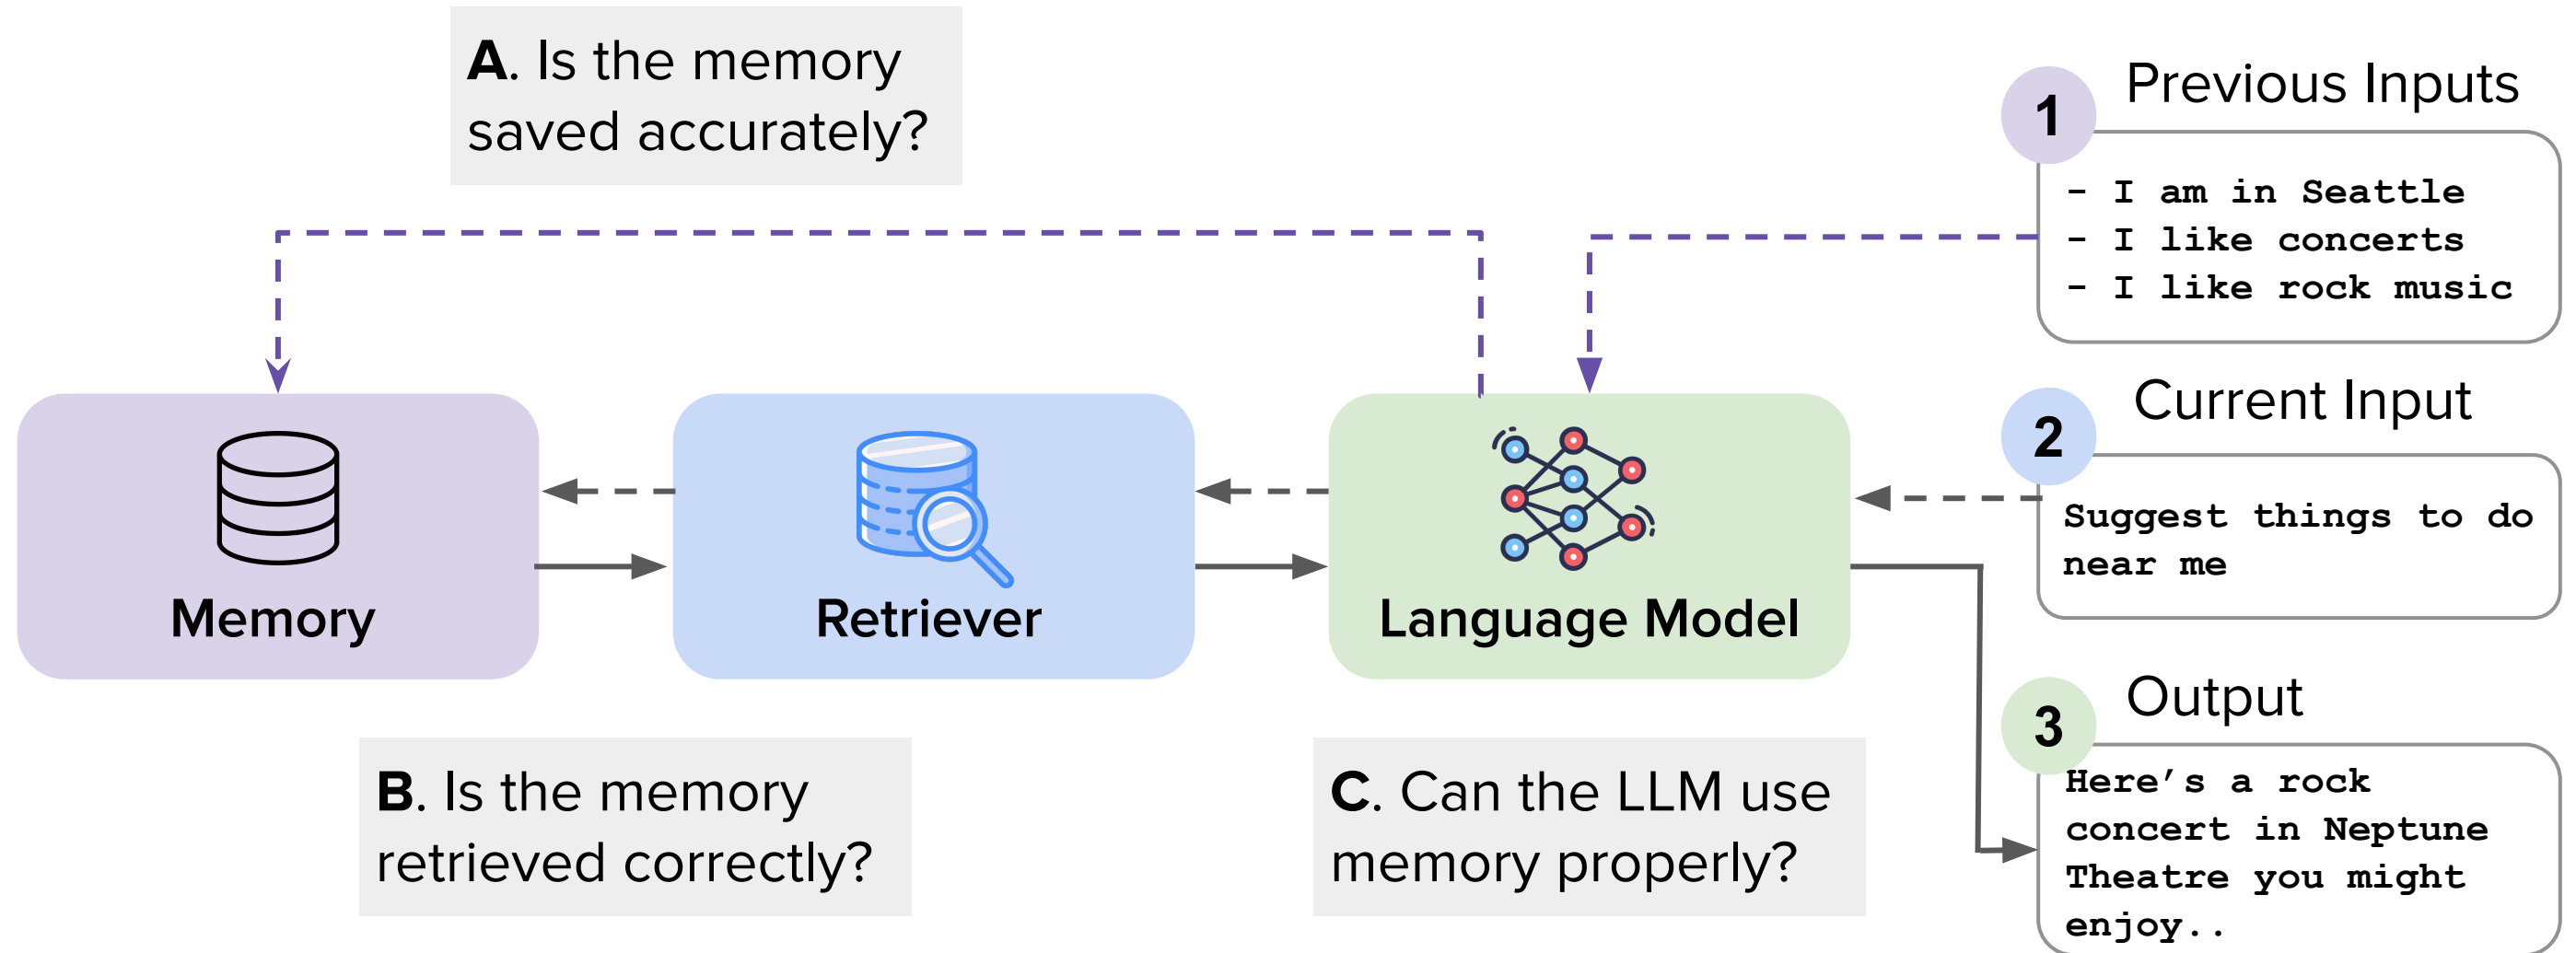 A. Is the memory
saved accurately?
1
Previous Inputs
- I am in Seattle
- I like concerts
- I like rock music
Memory
Retriever
Language Model
2
Current Input
Suggest things to do
near me
B. Is the memory
retrieved correctly?
C. Can the LLM use
memory properly?
3
Output
Here’s a rock
concert in Neptune
Theatre you might
enjoy..